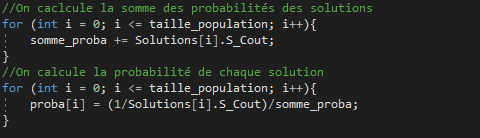 //On caclcule la somme des probabilités des solutions
for (int i = 0; i <= taille_population; i++){
    somme_proba += Solutions[i].S_Cout;
}
//On calcule la probabilité de chaque solution
for (int i = 0; i <= taille_population; i++){
    proba[i] = (1/Solutions[i].S_Cout)/somme_proba;
}